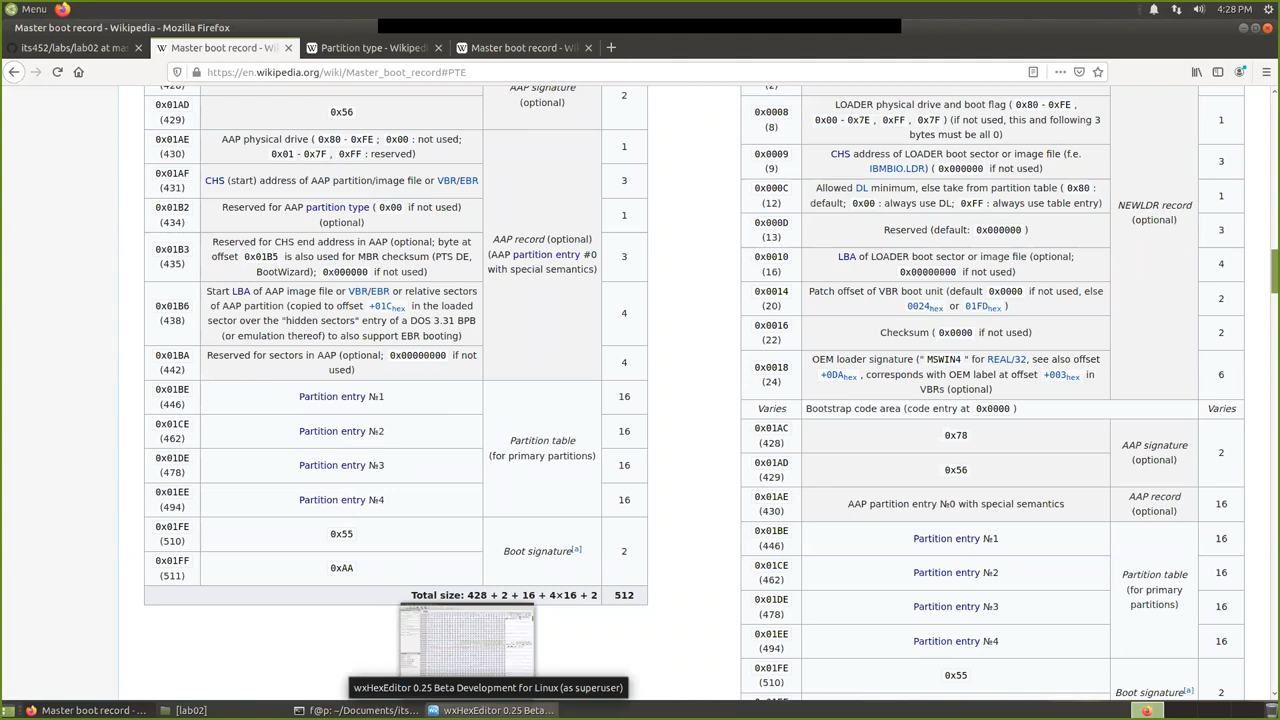 Menu
4:28 PM
Master boot record - Wikipedia - Mozilla Firefox
its452/labs/lab02 at mas
Master boot record - Wi
Partition type - Wikiped
Master boot record - Wi
https://en.wikipedia.org/wiki/Master_boot_record#PTE
(428)
AAP signature
(optional)
2
0x01AD
(429)
0x56
0x01AE
(430)
AAP physical drive ( 0x80 - 0xFE ; 0x00 : not used;
0x01 - 0x7F , 0xFF : reserved)
1
0x01AF
(431)
CHS (start) address of AAP partition/image file or VBR/EBR
3
0x01B2
(434)
Reserved for AAP partition type ( 0x00 if not used)
(optional)
1
AAP record (optional)
(AAP partition entry #0
with special semantics)
0x01B3
(435)
Reserved for CHS end address in AAP (optional; byte at
offset 0x01B5 is also used for MBR checksum (PTS DE,
BootWizard); 0x000000 if not used)
3
0x01B6
(438)
Start LBA of AAP image file or VBR/EBR or relative sectors
of AAP partition (copied to offset +01Chex in the loaded
sector over the "hidden sectors" entry of a DOS 3.31 BPB
(or emulation thereof) to also support EBR booting)
4
0x01BA
(442)
Reserved for sectors in AAP (optional; 0x00000000 if not
used)
4
0x01BE
(446)
Partition entry №1
16
0x01CE
(462)
Partition entry №2
Partition table
(for primary partitions)
16
0x01DE
(478)
Partition entry №3
16
0x01EE
(494)
Partition entry №4
16
0x01FE
(510)
0x55
Boot signature[a]
2
0x01FF
(511)
0xAA
Total size: 428 + 2 + 16 + 4×16 + 2
512
(2)
0x0008
(8)
LOADER physical drive and boot flag ( 0x80 - 0xFE ,
0x00 - 0x7E , 0xFF , 0x7F ) (if not used, this and following 3
bytes must be all 0)
1
0x0009
(9)
CHS address of LOADER boot sector or image file (f.e.
IBMBIO.LDR) ( 0x000000 if not used)
3
0x000C
(12)
Allowed DL minimum, else take from partition table ( 0x80 :
default; 0x00 : always use DL; 0xFF : always use table entry)
NEWLDR record
(optional)
1
0x000D
(13)
Reserved (default: 0x000000 )
3
0x0010
(16)
LBA of LOADER boot sector or image file (optional;
0x00000000 if not used)
4
0x0014
(20)
Patch offset of VBR boot unit (default 0x0000 if not used, else
0024hex or 01FDhex )
2
0x0016
(22)
Checksum ( 0x0000 if not used)
2
0x0018
(24)
OEM loader signature (" MSWIN4 " for REAL/32, see also offset
+0DAhex , corresponds with OEM label at offset +003hex in
VBRs (optional)
6
Varies
Bootstrap code area (code entry at 0x0000 )
Varies
0x01AC
(428)
0x78
AAP signature
(optional)
2
0x01AD
(429)
0x56
0x01AE
(430)
AAP partition entry №0 with special semantics
AAP record
(optional)
16
0x01BE
(446)
Partition entry №1
16
0x01CE
(462)
Partition entry №2
Partition table
(for primary
partitions)
16
0x01DE
(478)
Partition entry №3
16
0x01EE
(494)
Partition entry №4
16
0x01FE
(510)
0x55
Boot signature[a]
2
wxHexEditor 0.25 Beta Development for Linux (as superuser)
Master boot record - ...
[lab02]
f@p: ~/Documents/its...
wxHexEditor 0.25 Beta...